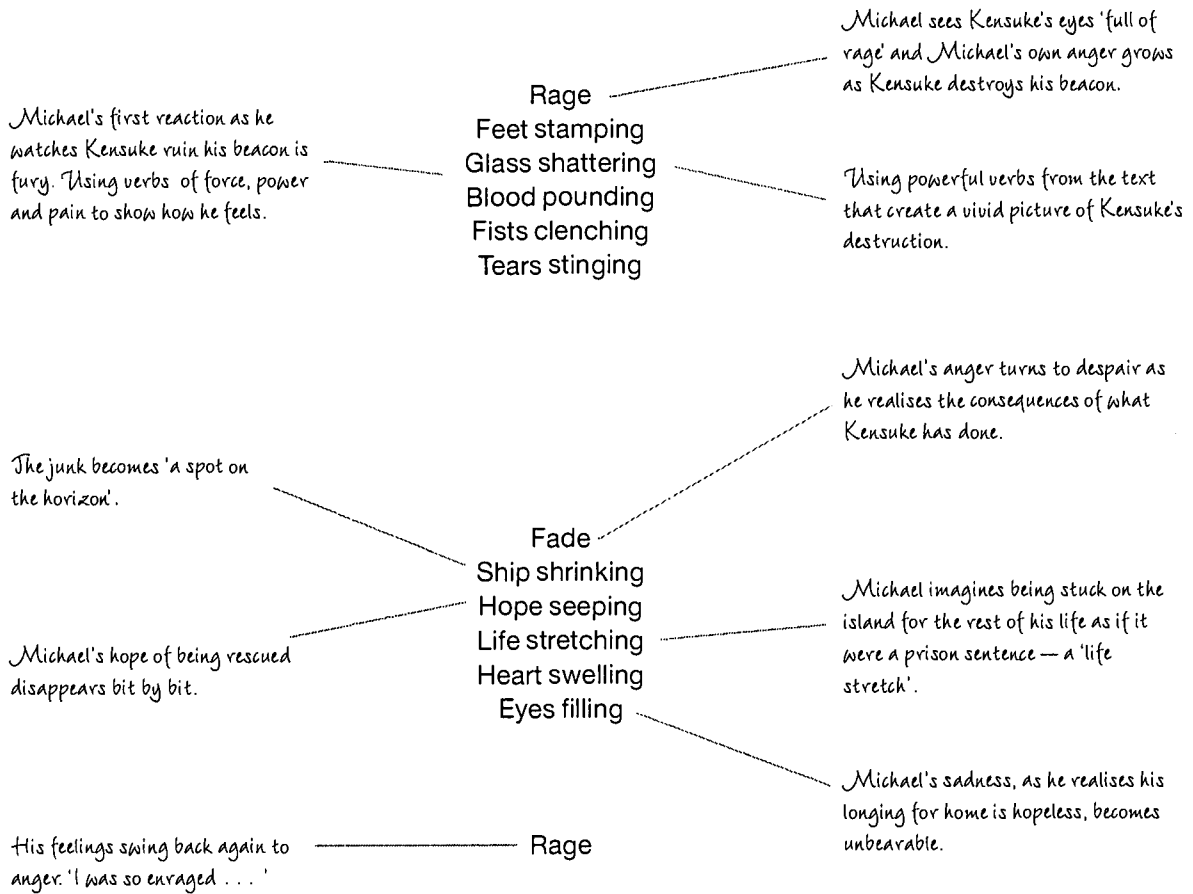 Michael sees Kensuke's eyes 'full of
rage' and Michael's own anger grows
as Kensuke destroys his beacon.
Michael's first reaction as he
watches Kensuke ruin his beacon is
fury. Using verbs of force, power
and pain to show how he feels.
Rage
Feet stamping
Glass shattering
Blood pounding
Fists clenching
Tears stinging
Using powerful verbs from the text
that create a vivid picture of Kensuke's
destruction.
Michael's anger turns to despair as
he realises the consequences of what
Kensuke has done.
The junk becomes 'a spot on
the horizon'.
Michael's hope of being rescued
disappears bit by bit.
Fade
Ship shrinking
Hope seeping
Life stretching
Heart swelling
Eyes filling
Michael imagines being stuck on the
island for the rest of his life as if it
were a prison sentence — a 'life
stretch'.
Michael's sadness, as he realises his
longing for home is hopeless, becomes
unbearable.
His feelings swing back again to
anger. 'I was so enraged . . . '
Rage